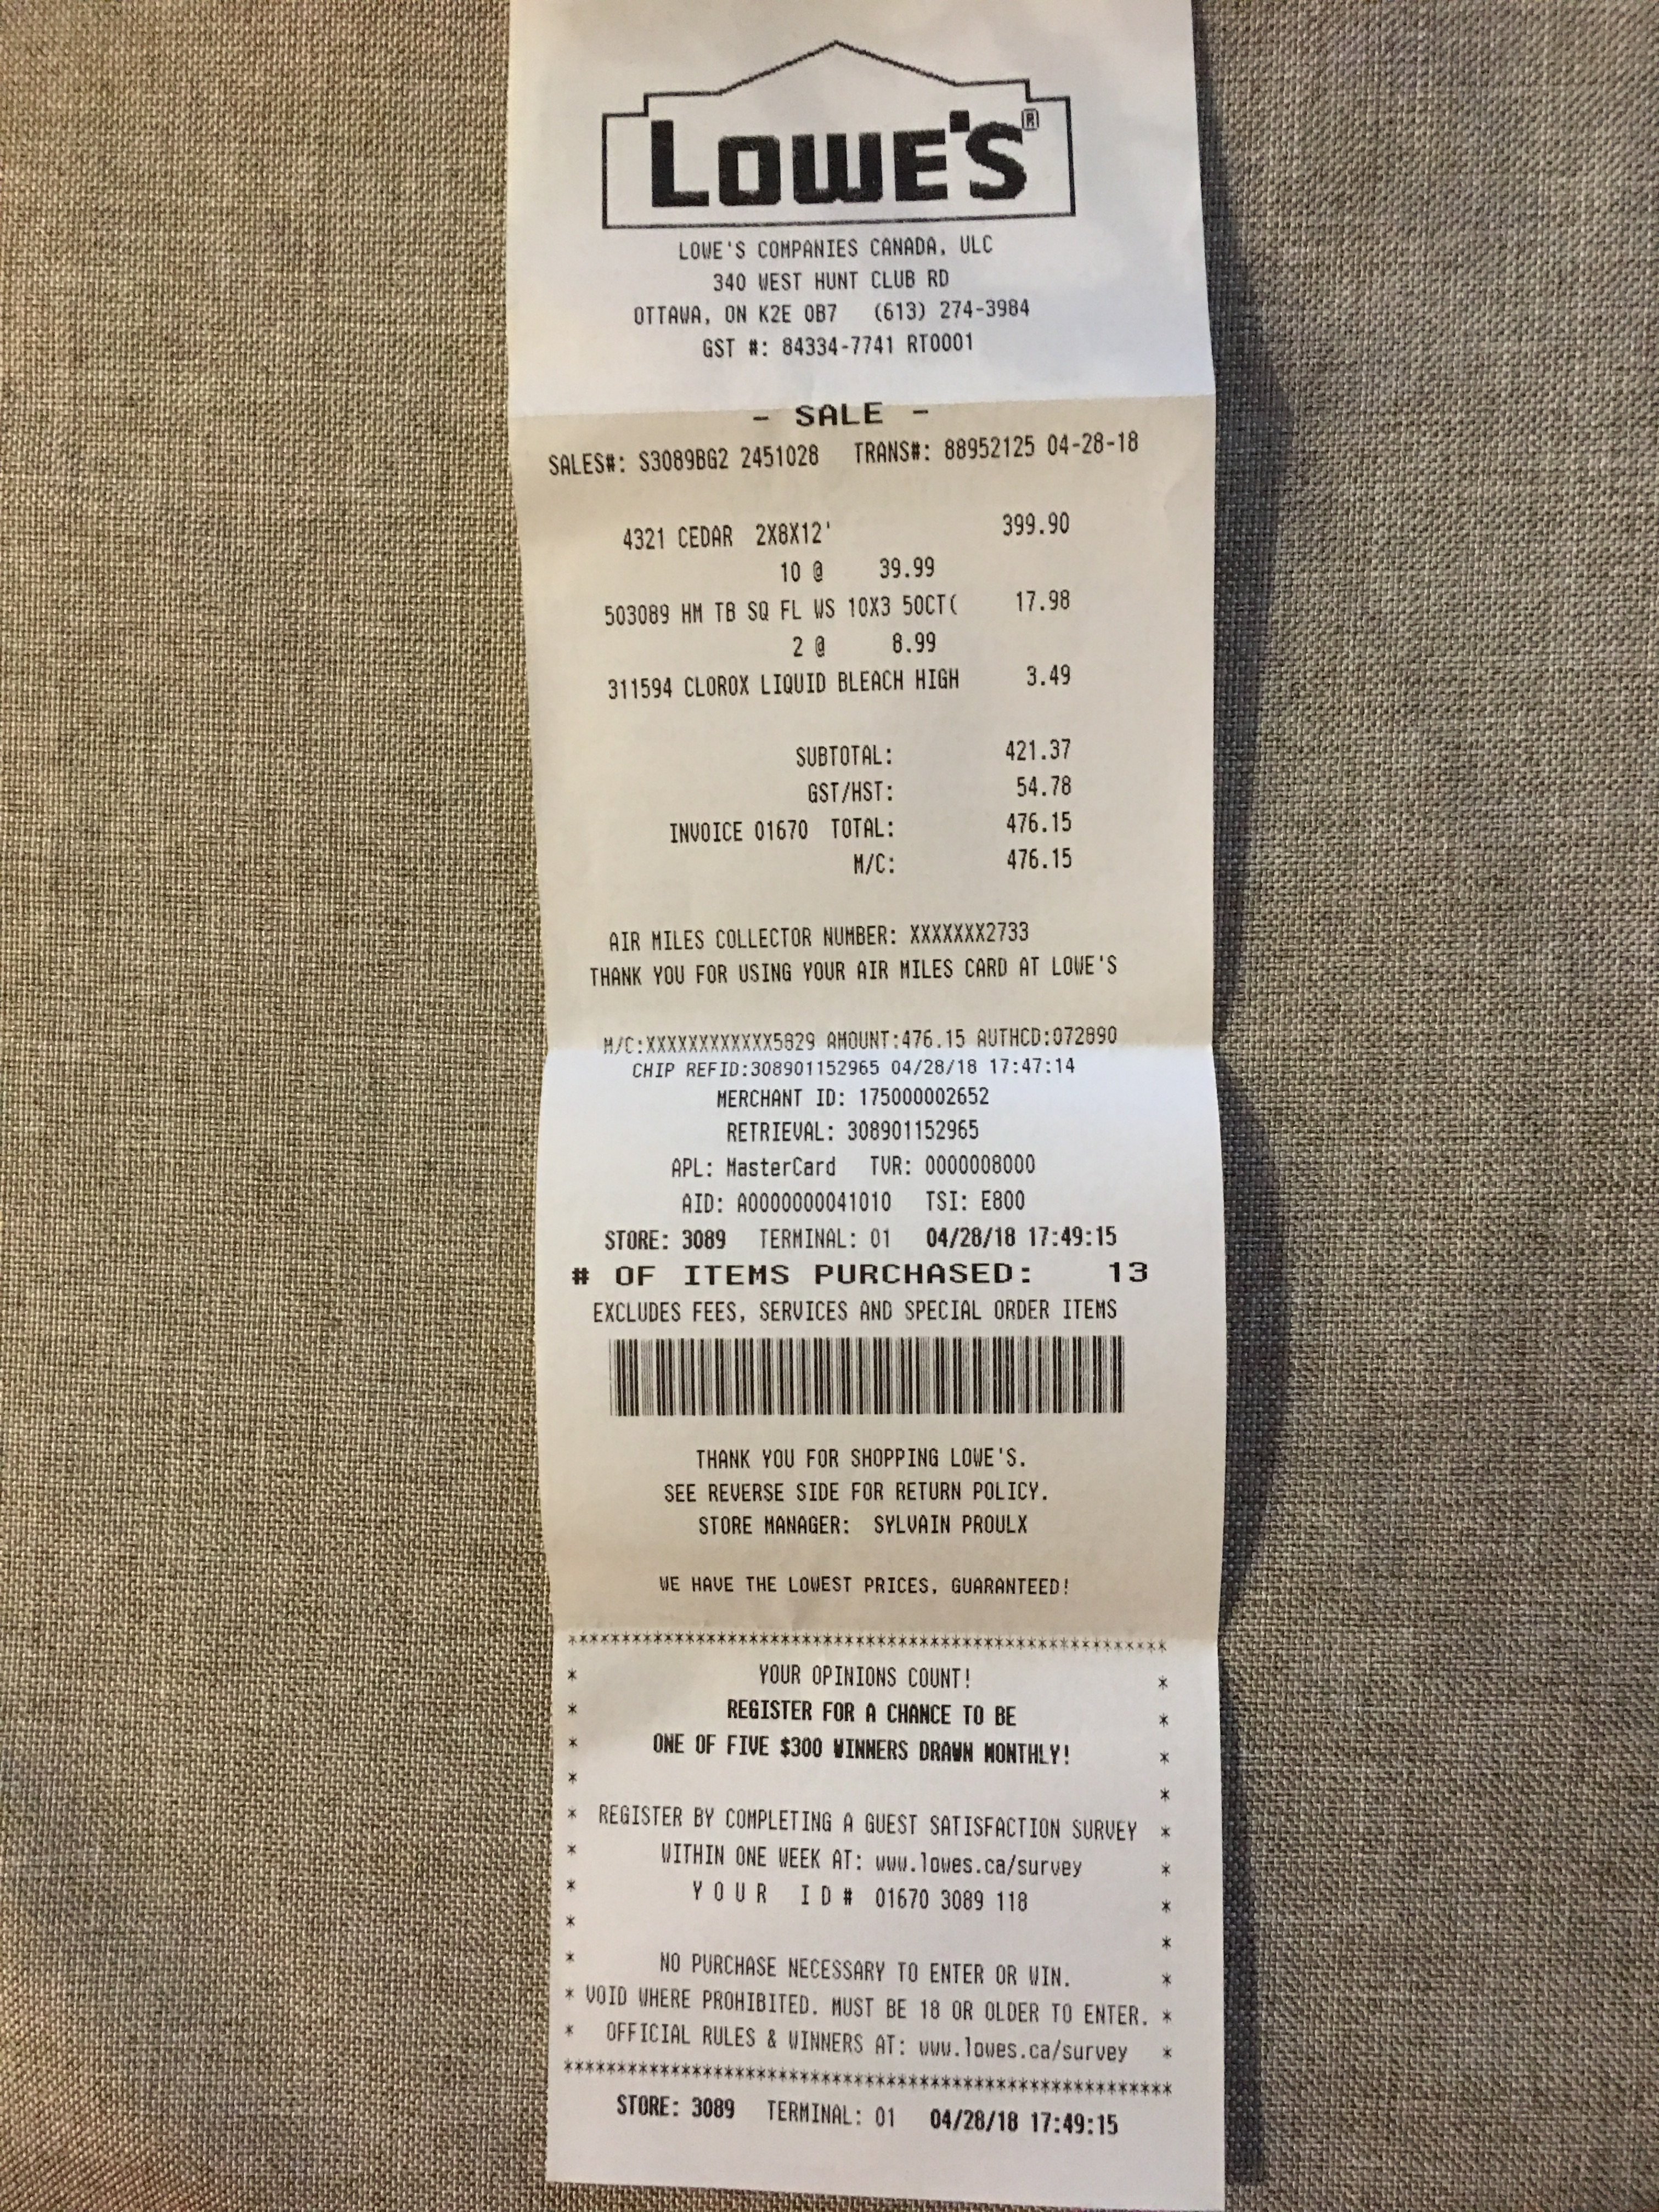 LOWE'S®
LOWE'S COMPANIES CANADA, ULC
340 WEST HUNT CLUB RD
OTTAWA, ON K2E 0B7 (613) 274-3984
GST #: 84334-7741 RT0001
- SALE -
SALES#: S3089BG2 2451028 TRANS#: 88952125 04-28-18
4321 CEDAR 2X8X12' 399.90
10 @ 39.99
503089 HM TB SQ FL WS 10X3 50CT( 17.98
2 @ 8.99
311594 CLOROX LIQUID BLEACH HIGH 3.49
SUBTOTAL: 421.37
GST/HST: 54.78
INVOICE 01670 TOTAL: 476.15
M/C: 476.15
AIR MILES COLLECTOR NUMBER: XXXXXXX2733
THANK YOU FOR USING YOUR AIR MILES CARD AT LOWE'S
M/C:XXXXXXXXXXXX5829 AMOUNT:476.15 AUTHCD:072890
CHIP REFID:308901152965 04/28/18 17:47:14
MERCHANT ID: 175000002652
RETRIEVAL: 308901152965
APL: MasterCard TVR: 0000008000
AID: A0000000041010 TSI: E800
STORE: 3089 TERMINAL: 01 04/28/18 17:49:15
# OF ITEMS PURCHASED: 13
EXCLUDES FEES, SERVICES AND SPECIAL ORDER ITEMS
THANK YOU FOR SHOPPING LOWE'S.
SEE REVERSE SIDE FOR RETURN POLICY.
STORE MANAGER: SYLVAIN PROULX
WE HAVE THE LOWEST PRICES, GUARANTEED!
*******************************************************
* YOUR OPINIONS COUNT! *
* REGISTER FOR A CHANCE TO BE *
* ONE OF FIVE $300 WINNERS DRAWN MONTHLY! *
* *
* REGISTER BY COMPLETING A GUEST SATISFACTION SURVEY *
* WITHIN ONE WEEK AT: www.lowes.ca/survey *
* Y O U R I D # 01670 3089 118 *
* *
* NO PURCHASE NECESSARY TO ENTER OR WIN. *
* VOID WHERE PROHIBITED. MUST BE 18 OR OLDER TO ENTER. *
* OFFICIAL RULES & WINNERS AT: www.lowes.ca/survey *
*******************************************************
STORE: 3089 TERMINAL: 01 04/28/18 17:49:15